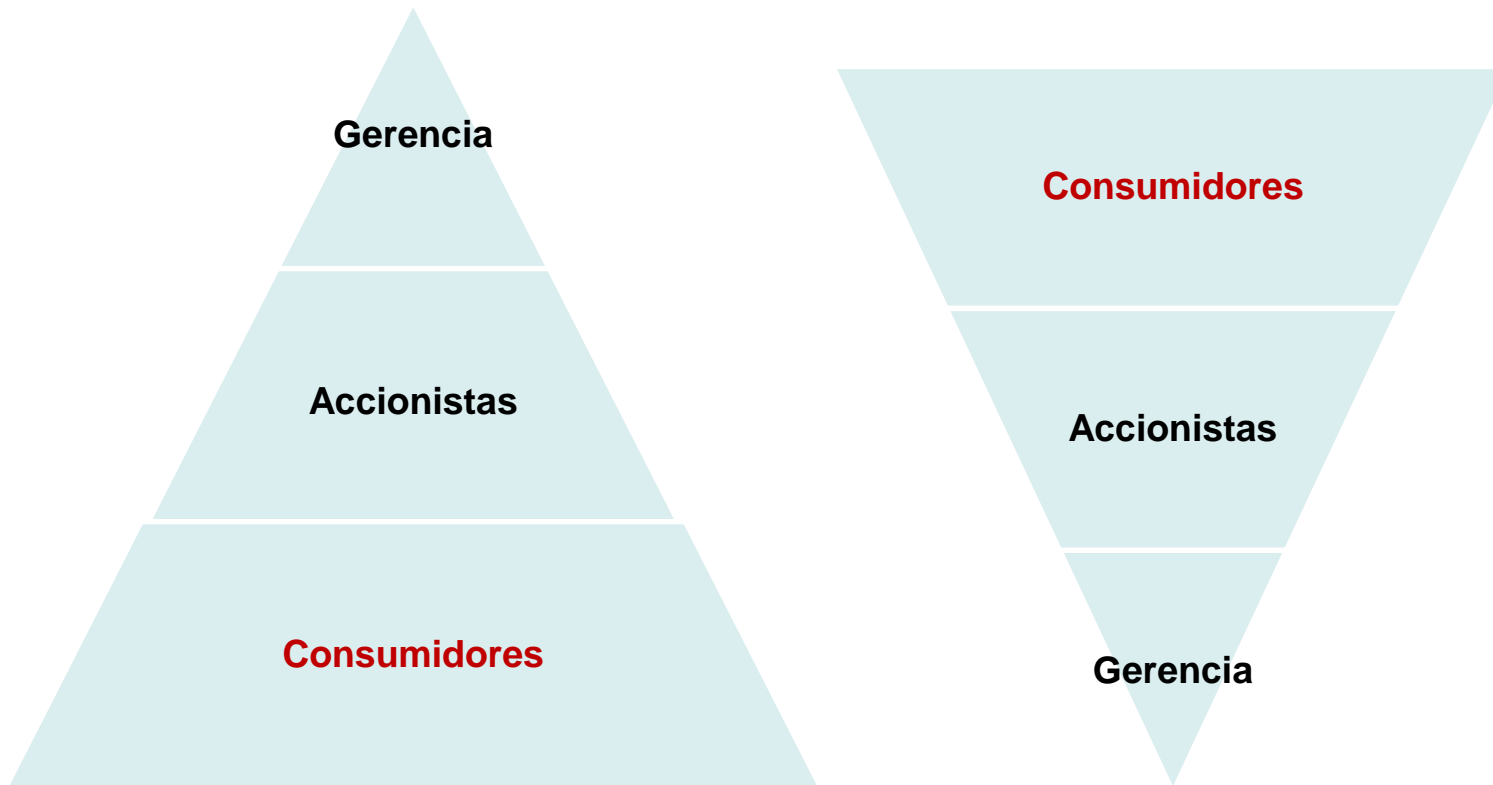 Gerencia
Accionistas
Consumidores
Consumidores
Accionistas
Gerencia